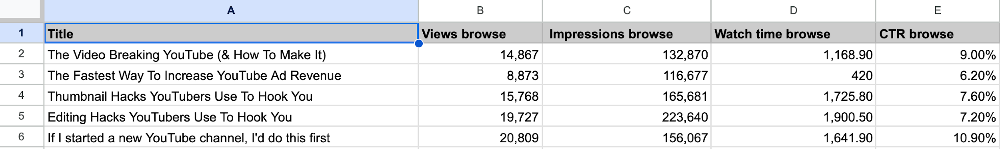 A B C D E
1 Title Views browse Impressions browse Watch time browse CTR browse
2 The Video Breaking YouTube (& How To Make It) 14,867 132,870 1,168.90 9.00%
3 The Fastest Way To Increase YouTube Ad Revenue 8,873 116,677 420 6.20%
4 Thumbnail Hacks YouTubers Use To Hook You 15,768 165,681 1,725.80 7.60%
5 Editing Hacks YouTubers Use To Hook You 19,727 223,640 1,900.50 7.20%
6 If I started a new YouTube channel, I'd do this first 20,809 156,067 1,641.90 10.90%